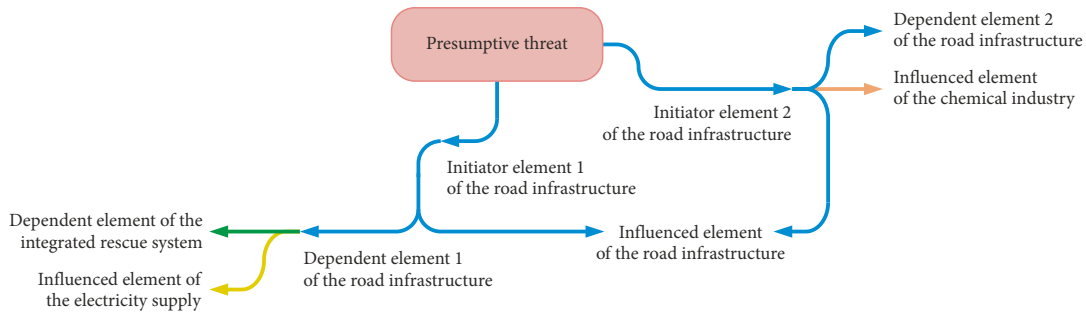 Presumptive threat
Dependent element 2
of the road infrastructure
Influenced element
of the chemical industry
Initiator element 2
of the road infrastructure
Initiator element 1
of the road infrastructure
Dependent element of the
integrated rescue system
Influenced element
of the road infrastructure
Dependent element 1
of the road infrastructure
Influenced element of
the electricity supply